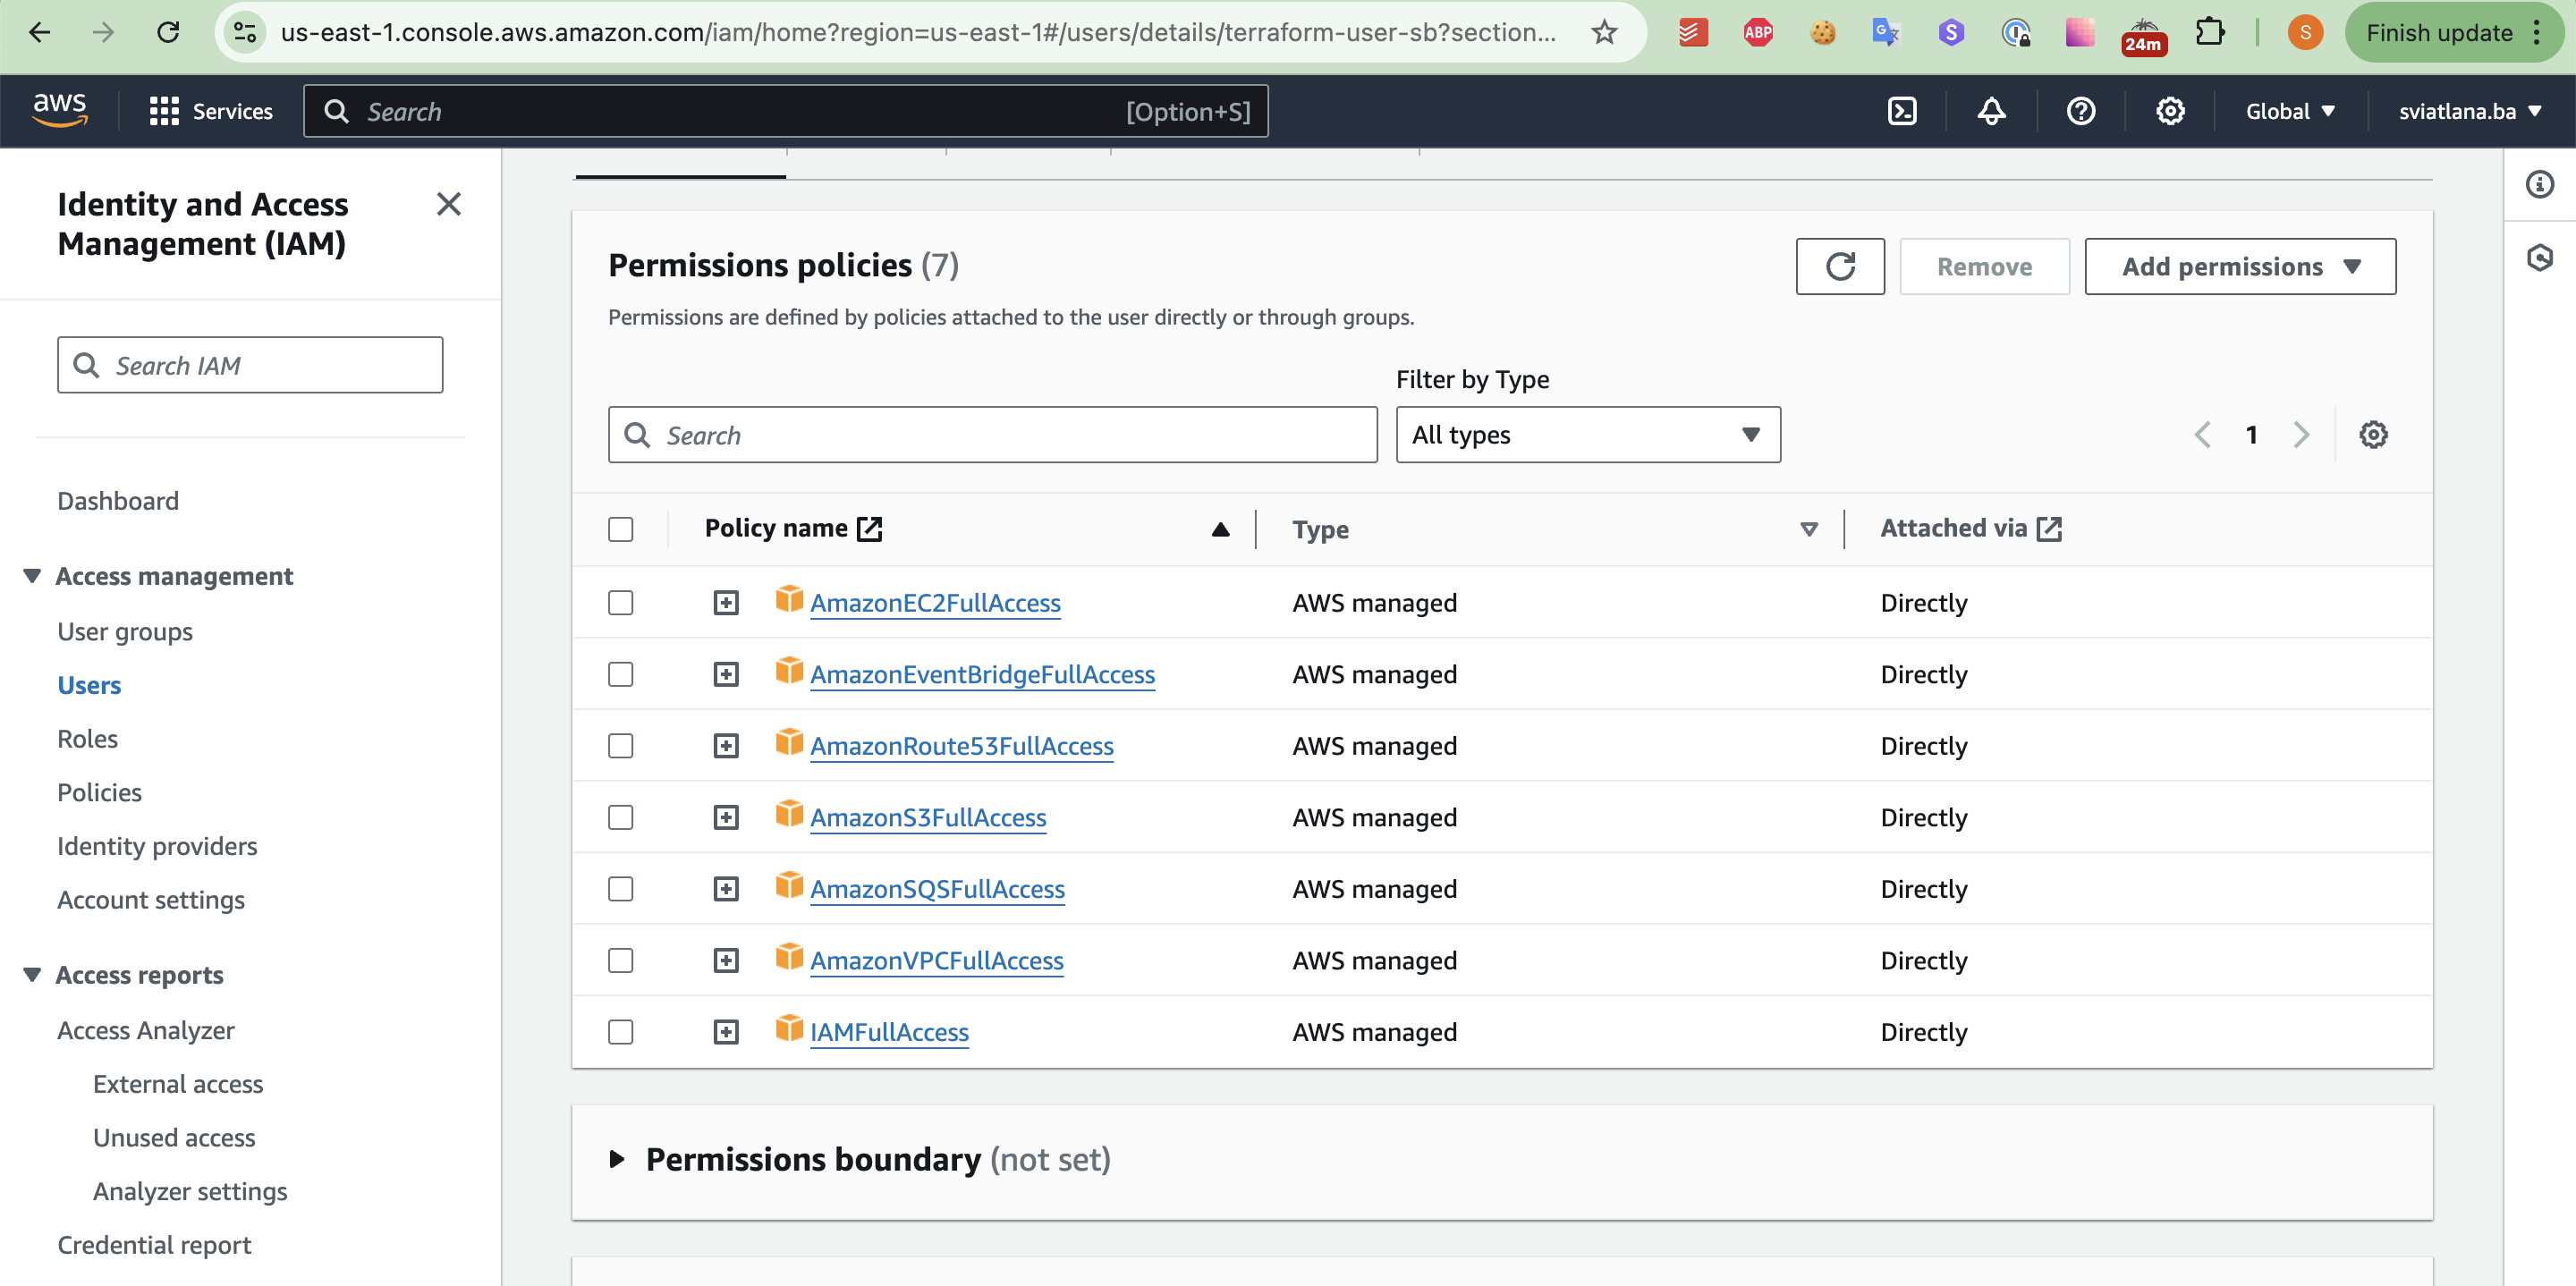 us-east-1.console.aws.amazon.com/iam/home?region=us-east-1#/users/details/terraform-user-sb?section...
ABP
S
24m
S
Finish update
aws
Services
Search
[Option+S]
Global
sviatlana.ba
Identity and Access
Management (IAM)
Search IAM
Dashboard
Access management
User groups
Users
Roles
Policies
Identity providers
Account settings
Access reports
Access Analyzer
External access
Unused access
Analyzer settings
Credential report
Permissions policies (7)
Remove
Add permissions
Permissions are defined by policies attached to the user directly or through groups.
Filter by Type
Search
All types
1
Policy name
Type
Attached via
AmazonEC2FullAccess AWS managed Directly
AmazonEventBridgeFullAccess AWS managed Directly
AmazonRoute53FullAccess AWS managed Directly
AmazonS3FullAccess AWS managed Directly
AmazonSQSFullAccess AWS managed Directly
AmazonVPCFullAccess AWS managed Directly
IAMFullAccess AWS managed Directly
Permissions boundary (not set)